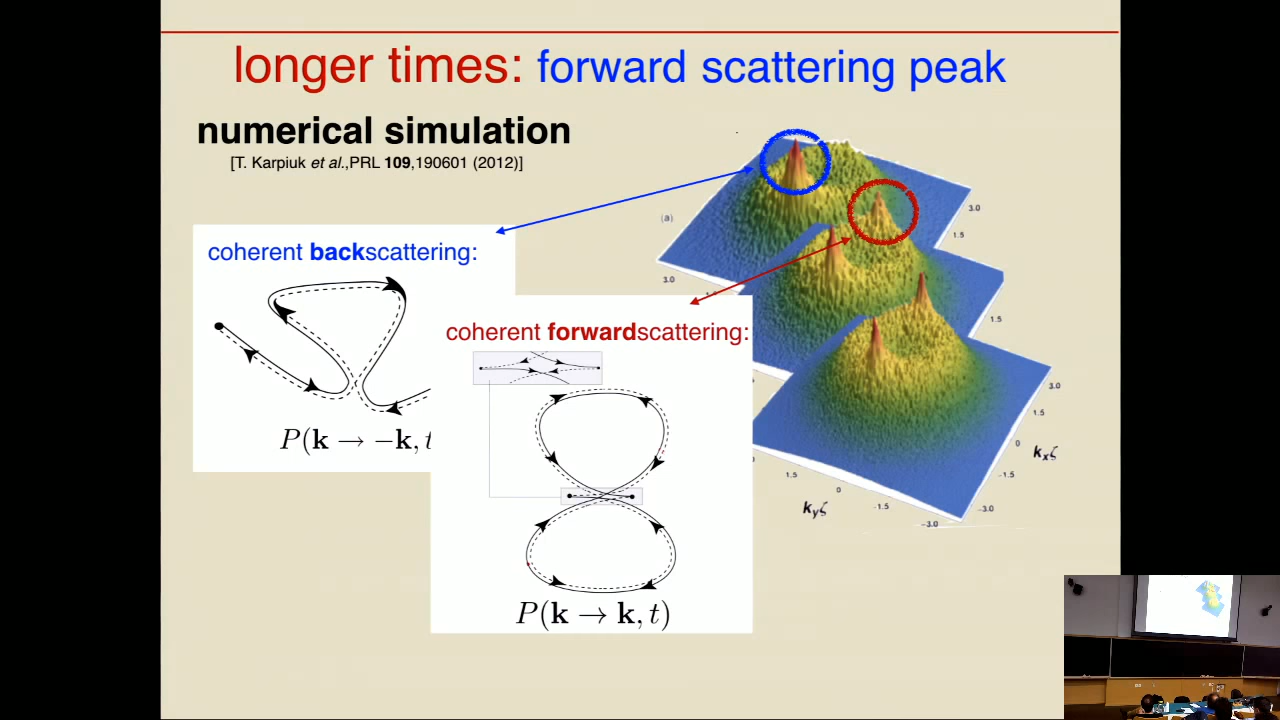 longer times: forward scattering peak
numerical simulation
[T. Karpiuk et al.,PRL 109,190601 (2012)]
coherent backscattering:
P(k → −k, t
coherent forwardscattering:
P(k → k, t)
(a)
3.0
1.5
3.0
1.5
3.0
1.5
0
-1.5
-3.0
k_xζ
1.5
0
-1.5
-3.0
k_yζ